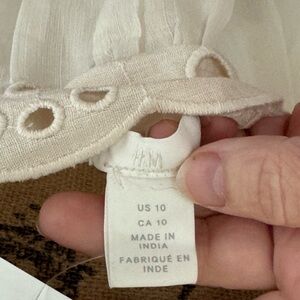 H&M
US 10
CA 10
MADE IN
INDIA
FABRIQUÉ EN
INDE